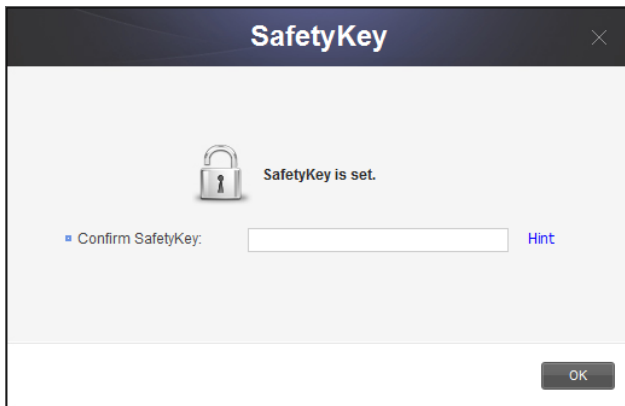 SafetyKey
SafetyKey is set.
Confirm SafetyKey:
Hint
OK